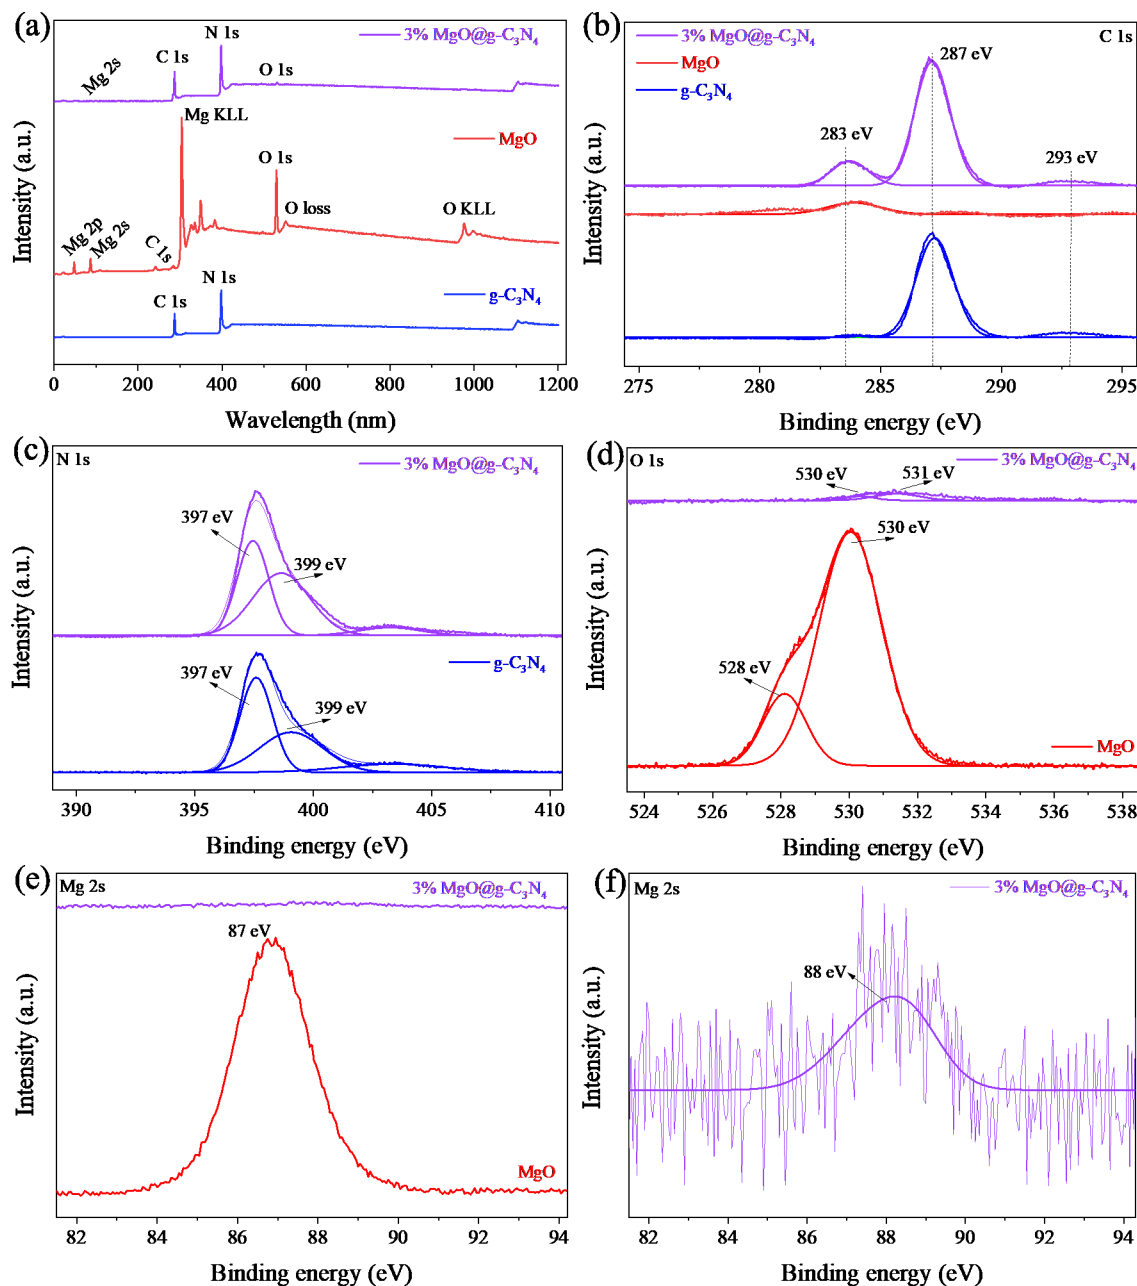 (a)
3% MgO@g-C₃N₄
N 1s
C 1s
O 1s
Mg 2s
Mg KLL
MgO
O 1s
O loss
O KLL
Mg 2p
Mg 2s
C 1s
N 1s
C 1s
g-C₃N₄
Intensity (a.u.)
0 200 400 600 800 1000 1200
Wavelength (nm)
(b)
3% MgO@g-C₃N₄
MgO
g-C₃N₄
C 1s
287 eV
283 eV
293 eV
Intensity (a.u.)
275 280 285 290 295
Binding energy (eV)
(c)
N 1s
3% MgO@g-C₃N₄
397 eV
399 eV
g-C₃N₄
397 eV
399 eV
Intensity (a.u.)
390 395 400 405 410
Binding energy (eV)
(d)
O 1s
3% MgO@g-C₃N₄
530 eV
531 eV
530 eV
528 eV
MgO
Intensity (a.u.)
524 526 528 530 532 534 536 538
Binding energy (eV)
(e)
Mg 2s
3% MgO@g-C₃N₄
87 eV
MgO
Intensity (a.u.)
82 84 86 88 90 92 94
Binding energy (eV)
(f)
Mg 2s
3% MgO@g-C₃N₄
88 eV
Intensity (a.u.)
82 84 86 88 90 92 94
Binding energy (eV)